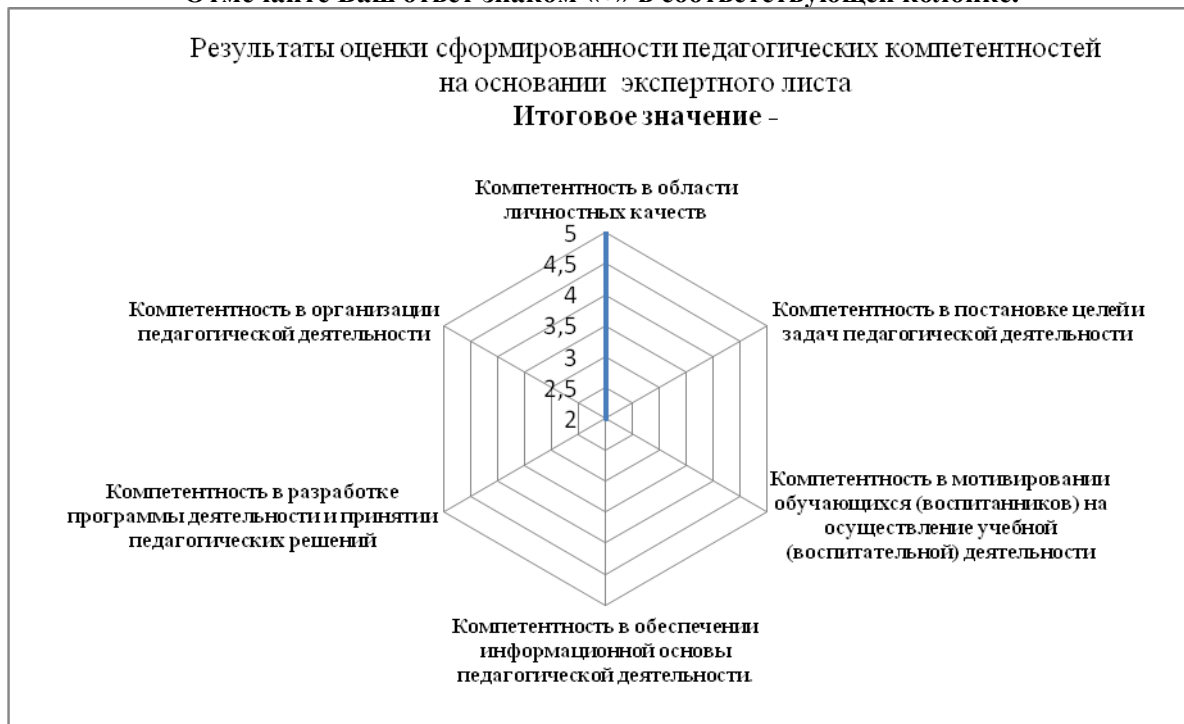 Результаты оценки сформированности педагогических компетентностей
на основании экспертного листа
Итоговое значение -
Компетентность в области
личностных качеств
5
4,5
4
3,5
3
2,5
2
Компетентность в постановке целей и
задач педагогической деятельности
Компетентность в мотивировании
обучающихся (воспитанников) на
осуществление учебной
(воспитательной) деятельности
Компетентность в обеспечении
информационной основы
педагогической деятельности.
Компетентность в разработке
программы деятельности и принятии
педагогических решений
Компетентность в организации
педагогической деятельности